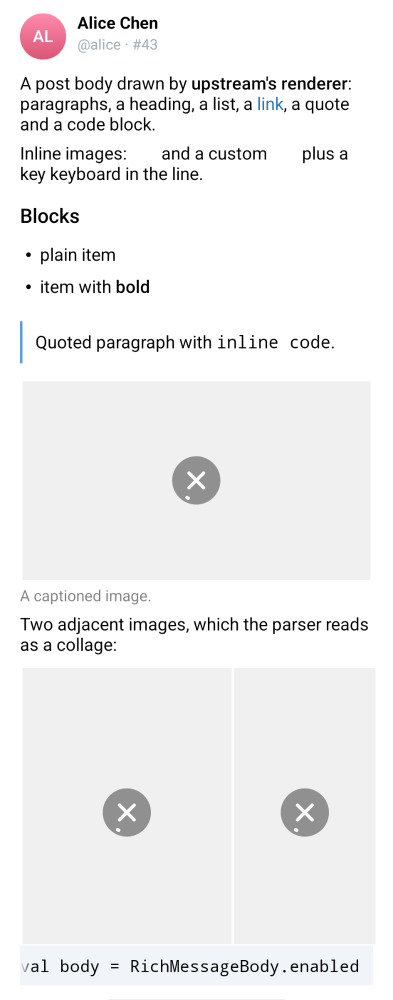 AL
Alice Chen
@alice · #43
A post body drawn by upstream's renderer:
paragraphs, a heading, a list, a link, a quote
and a code block.
Inline images: and a custom plus a
key keyboard in the line.
Blocks
• plain item
• item with bold
Quoted paragraph with inline code.
A captioned image.
Two adjacent images, which the parser reads
as a collage:
val body = RichMessageBody.enabled